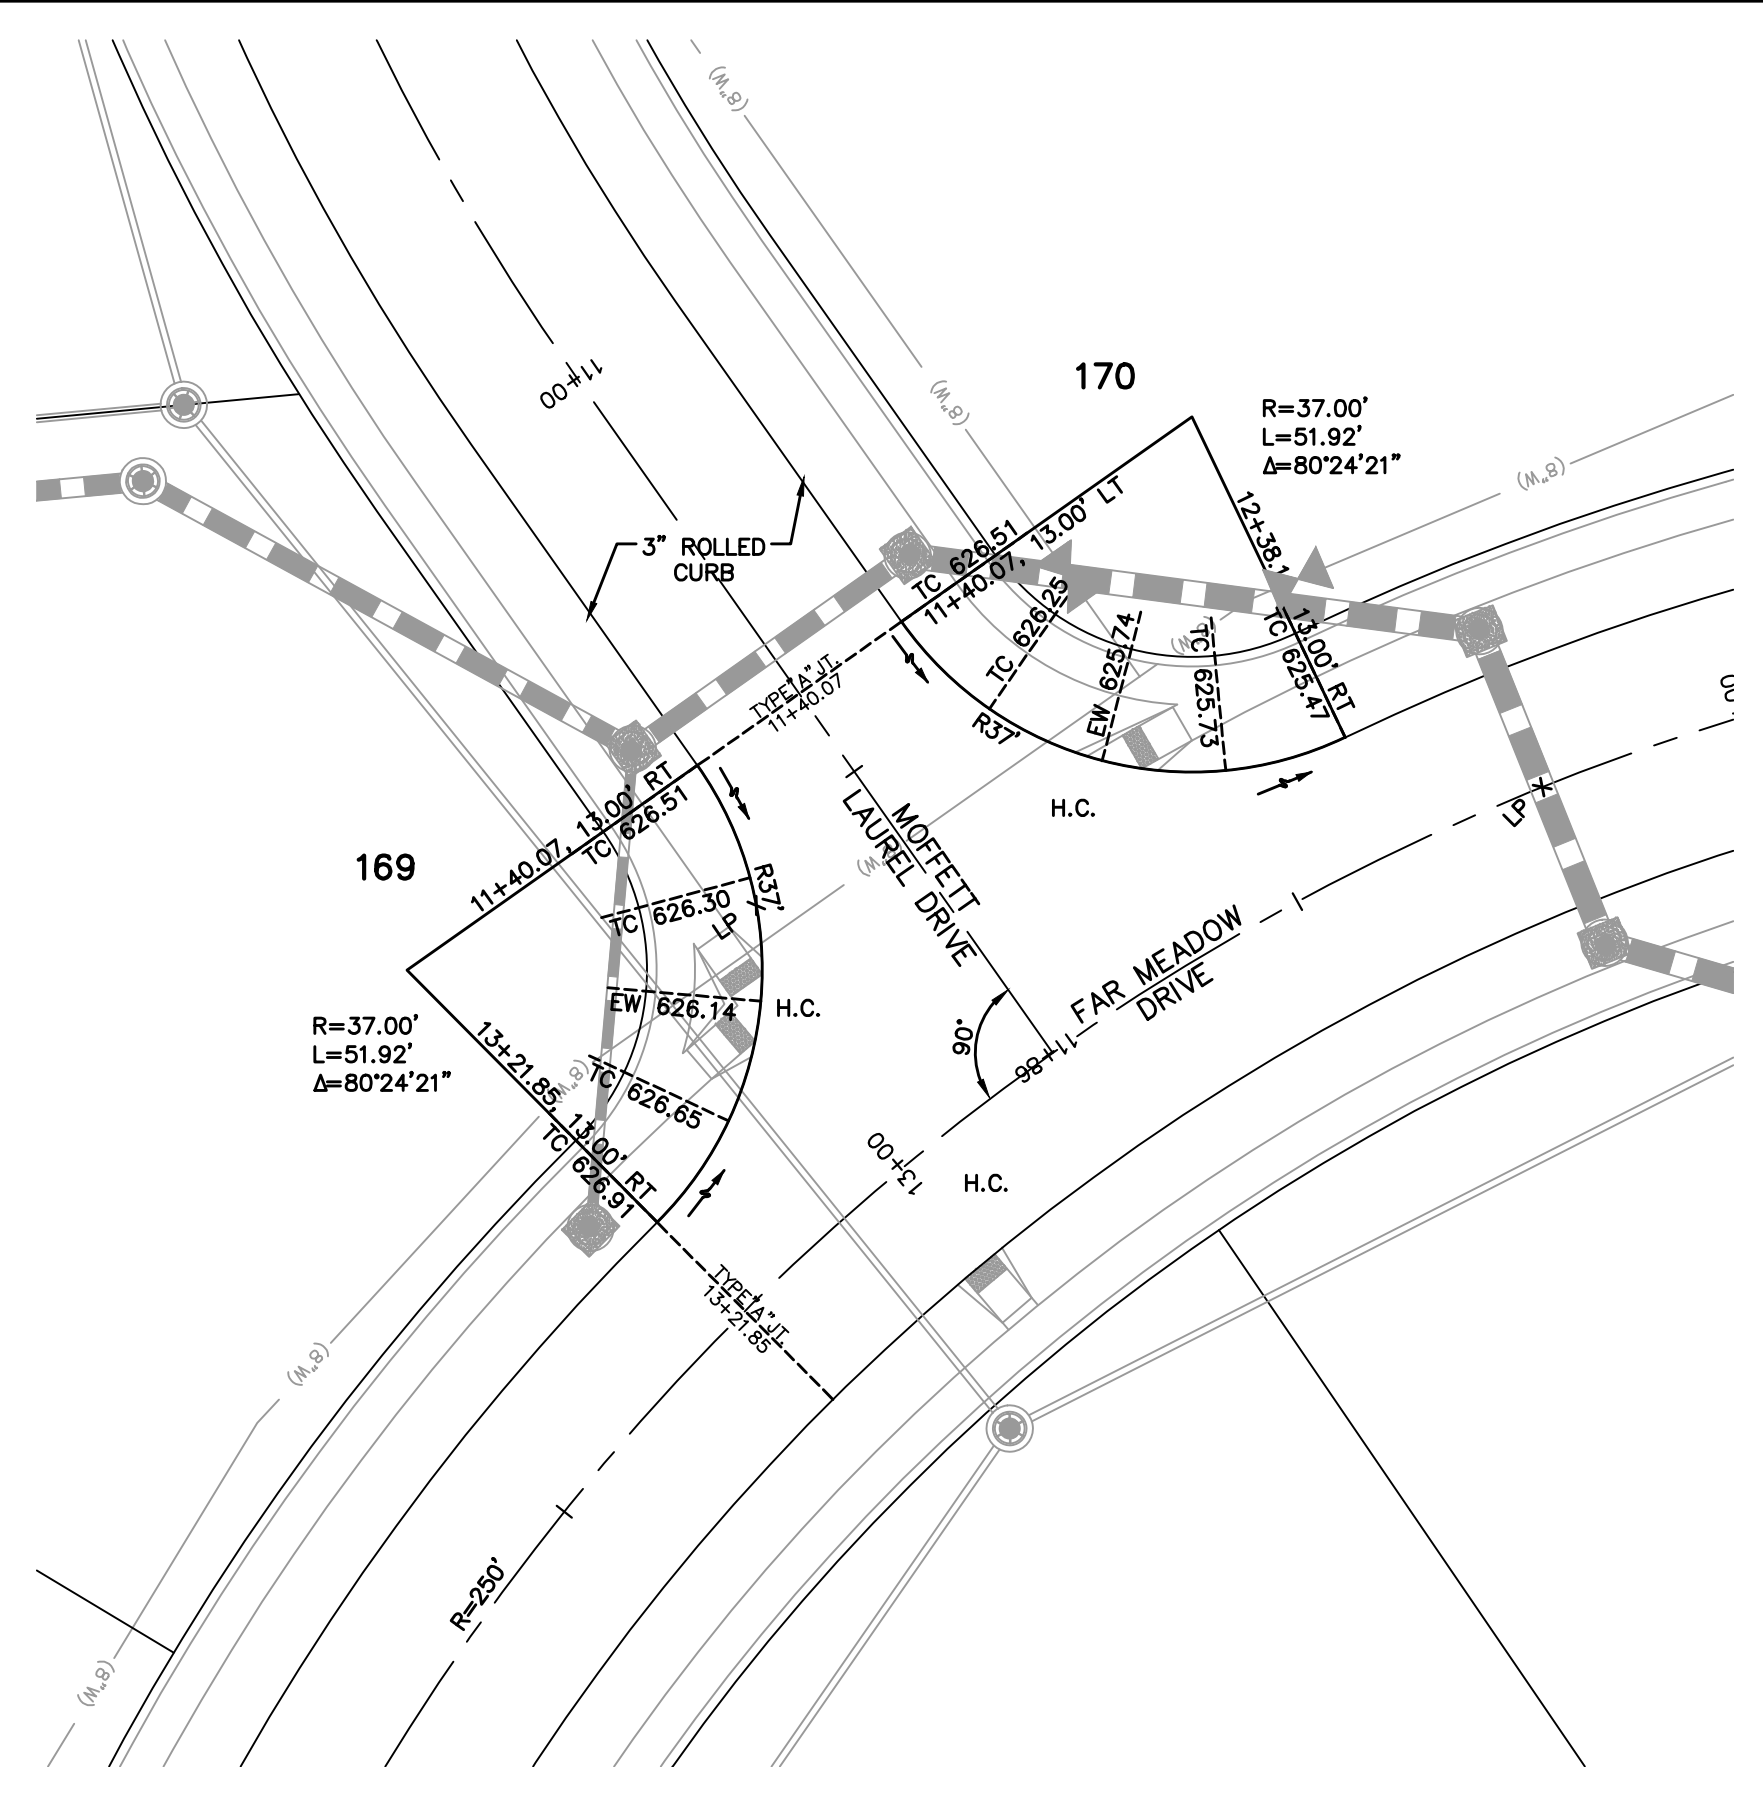 (8"W)
11+00
(8"W)
170
R=37.00'
L=51.92'
Δ=80°24'21"
(8"W)
3" ROLLED
CURB
TC 626.51
11+40.07, 13.00' LT
12+38.1
13.00' RT
TC 625.47
TC 626.25
EW 625.74
TC 625.73
(8"W)
R37'
TYPE "A" JT.
11+40.07
00
H.C.
LP
MOFFETT
LAUREL DRIVE
169
11+40.07, 13.00' RT
TC 626.51
R37'
TC 626.30
LP
EW 626.14
H.C.
TC 626.65
FAR MEADOW
DRIVE
90°
11+86
R=37.00'
L=51.92'
Δ=80°24'21"
13+21.85, 13.00' RT
TC 626.91
(8"W)
13+00
H.C.
TYPE "A" JT.
13+21.85
(8"W)
R=250'
(8"W)